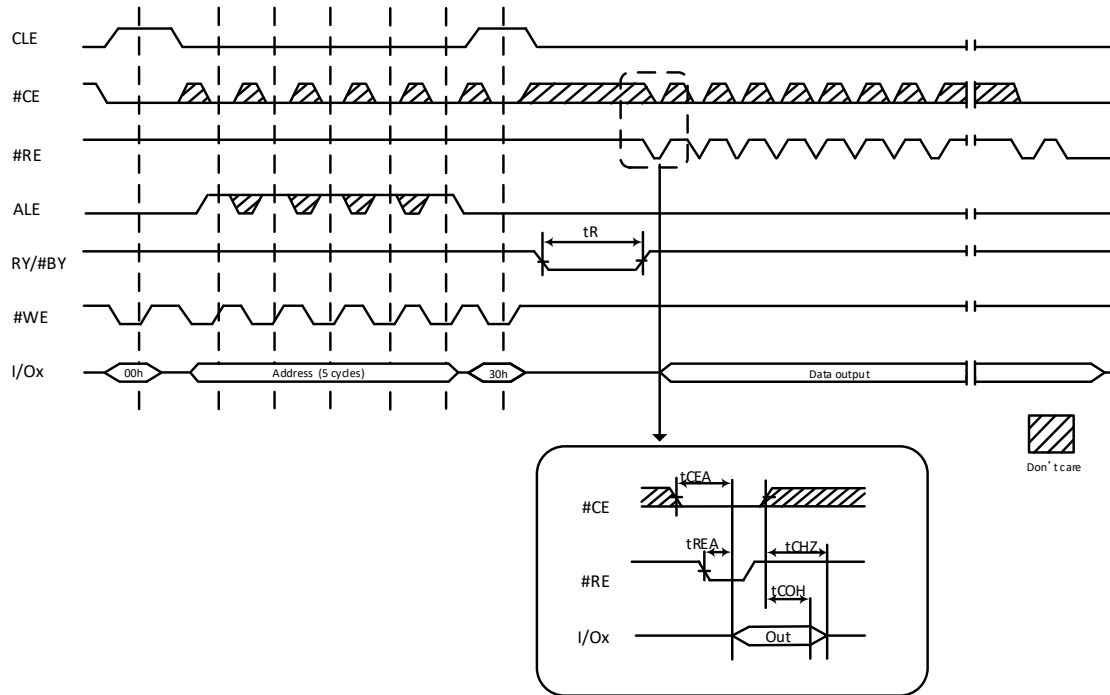 CLE
#CE
#RE
ALE
tR
RY/#BY
#WE
I/Ox
00h
Address (5 cycles)
30h
Data output
Don’t care
tCEA
#CE
tREA
tCHZ
#RE
tCOH
I/Ox
Out